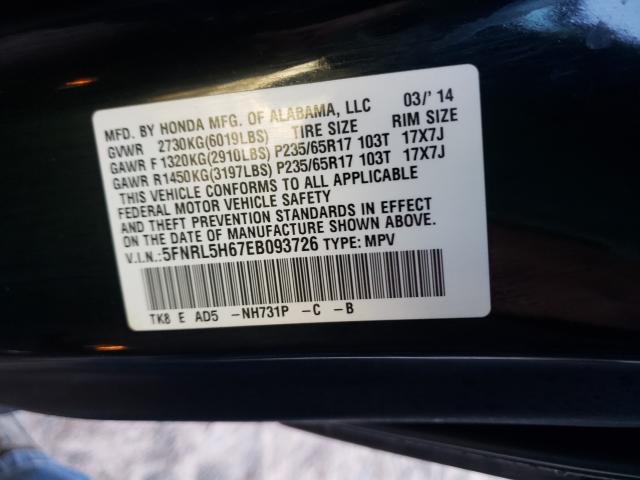 MFD. BY HONDA MFG. OF ALABAMA, LLC 03/' 14
GVWR 2730KG(6019LBS) TIRE SIZE RIM SIZE
GAWR F 1320KG(2910LBS) P235/65R17 103T 17X7J
GAWR R1450KG(3197LBS) P235/65R17 103T 17X7J
THIS VEHICLE CONFORMS TO ALL APPLICABLE
FEDERAL MOTOR VEHICLE SAFETY
AND THEFT PREVENTION STANDARDS IN EFFECT
ON THE DATE OF MANUFACTURE SHOWN ABOVE.
V.I.N.:5FNRL5H67EB093726 TYPE: MPV
TK8 E AD5 -NH731P -C -B